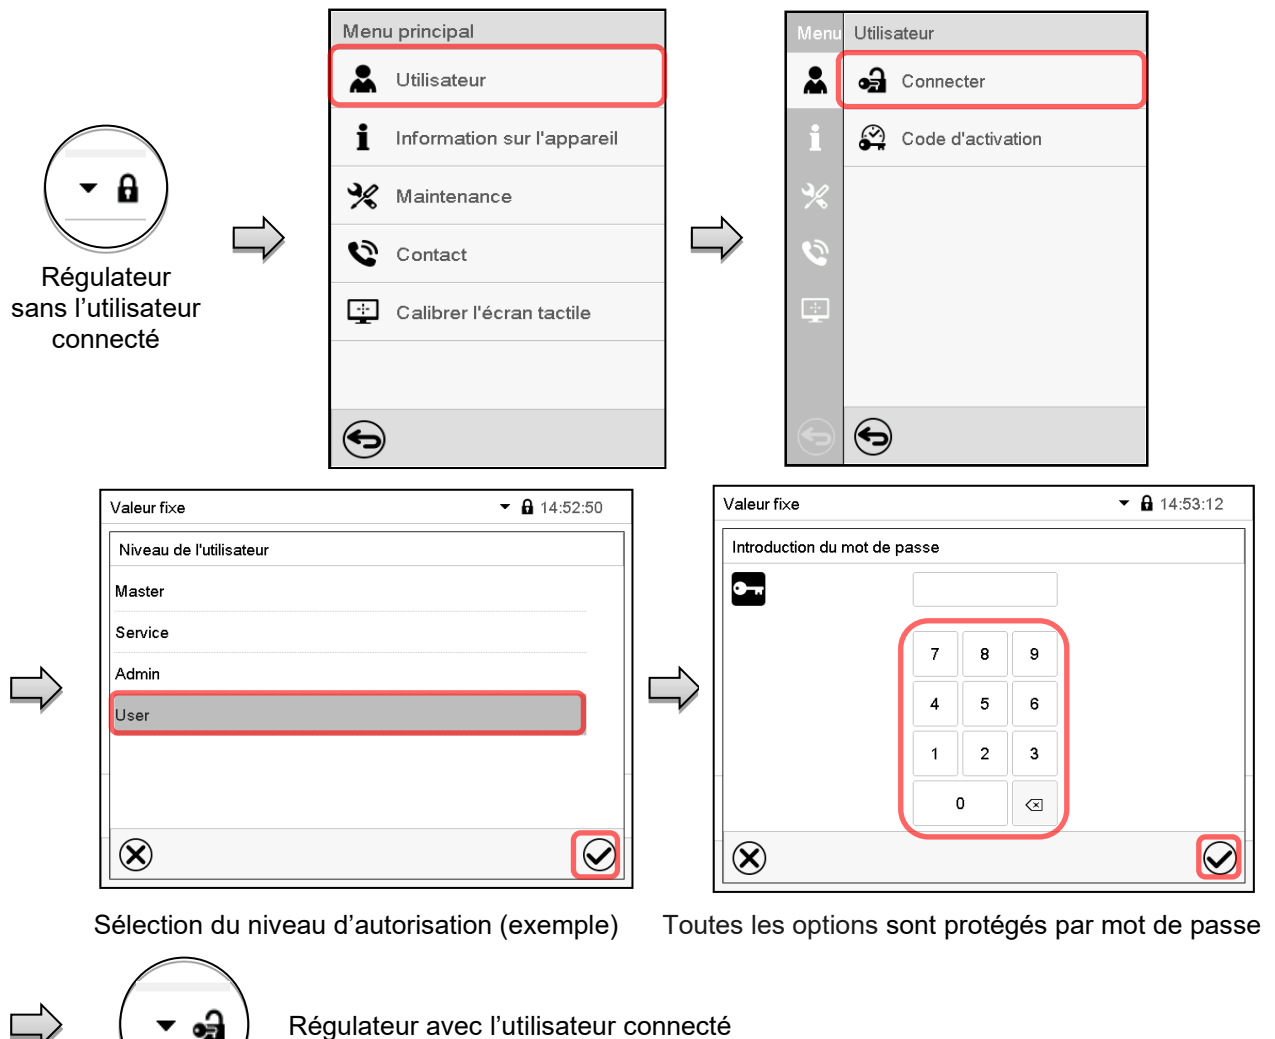 Menu principal
Utilisateur
Information sur l'appareil
Maintenance
Contact
Calibrer l'écran tactile
Menu
Utilisateur
Connecter
Code d'activation
Régulateur
sans l’utilisateur
connecté
Valeur fixe
14:52:50
Niveau de l'utilisateur
Master
Service
Admin
User
Valeur fixe
14:53:12
Introduction du mot de passe
7 8 9
4 5 6
1 2 3
0
Sélection du niveau d’autorisation (exemple)
Toutes les options sont protégés par mot de passe
Régulateur avec l’utilisateur connecté